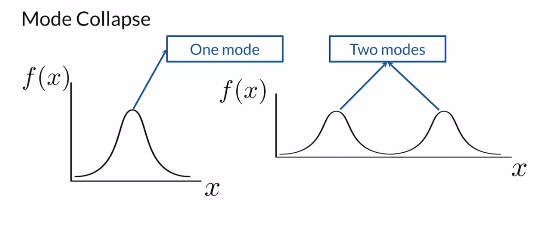 Mode Collapse
One mode
Two modes
f(x)
f(x)
x
x